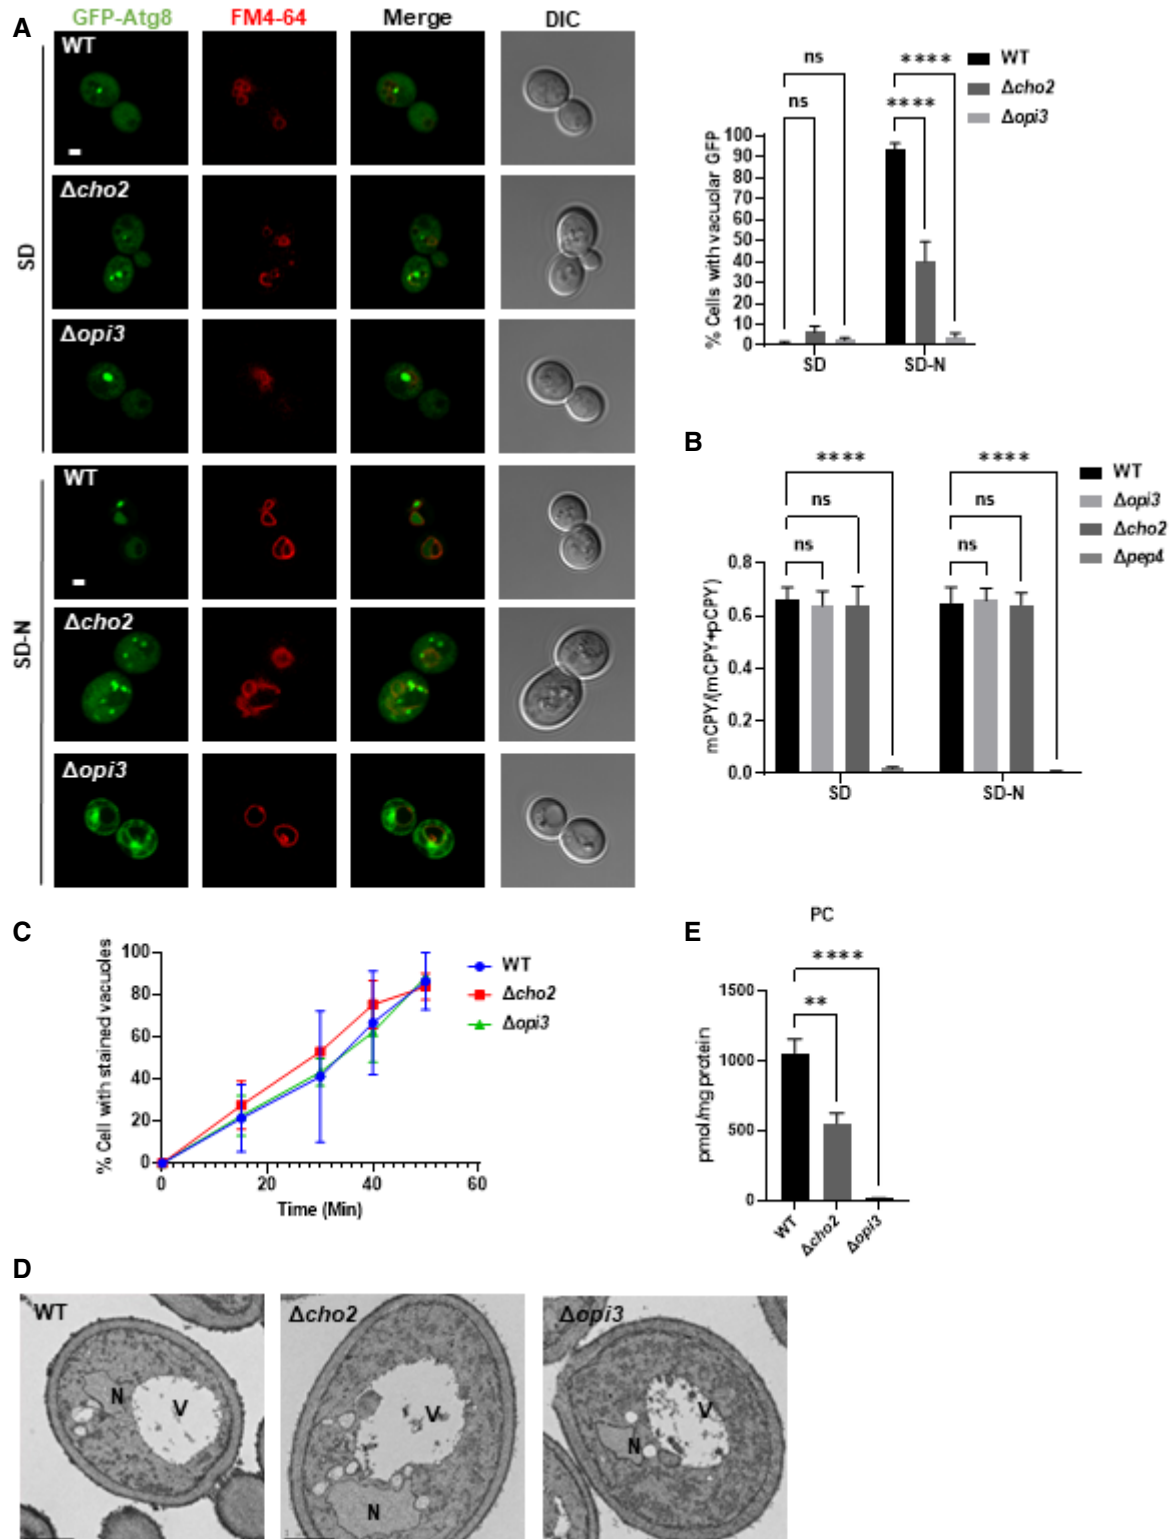 A
GFP-Atg8 FM4-64 Merge DIC
WT
Δcho2
Δopi3
SD
WT
Δcho2
Δopi3
SD-N
ns ****
ns ****
WT
Δcho2
Δopi3
% Cells with vacuolar GFP
100
90
80
70
60
50
40
30
20
10
0
SD SD-N
B
**** ****
ns ns
ns ns
WT
Δopi3
Δcho2
Δpep4
mCPY/(mCPY+pCPY)
0.8
0.6
0.4
0.2
0.0
SD SD-N
C
% Cell with stained vacuoles
100
80
60
40
20
0
0 20 40 60
Time (Min)
WT
Δcho2
Δopi3
E
PC
****
**
pmol/mg protein
1500
1000
500
0
WT Δcho2 Δopi3
D
WT Δcho2 Δopi3
N V
V N
V N